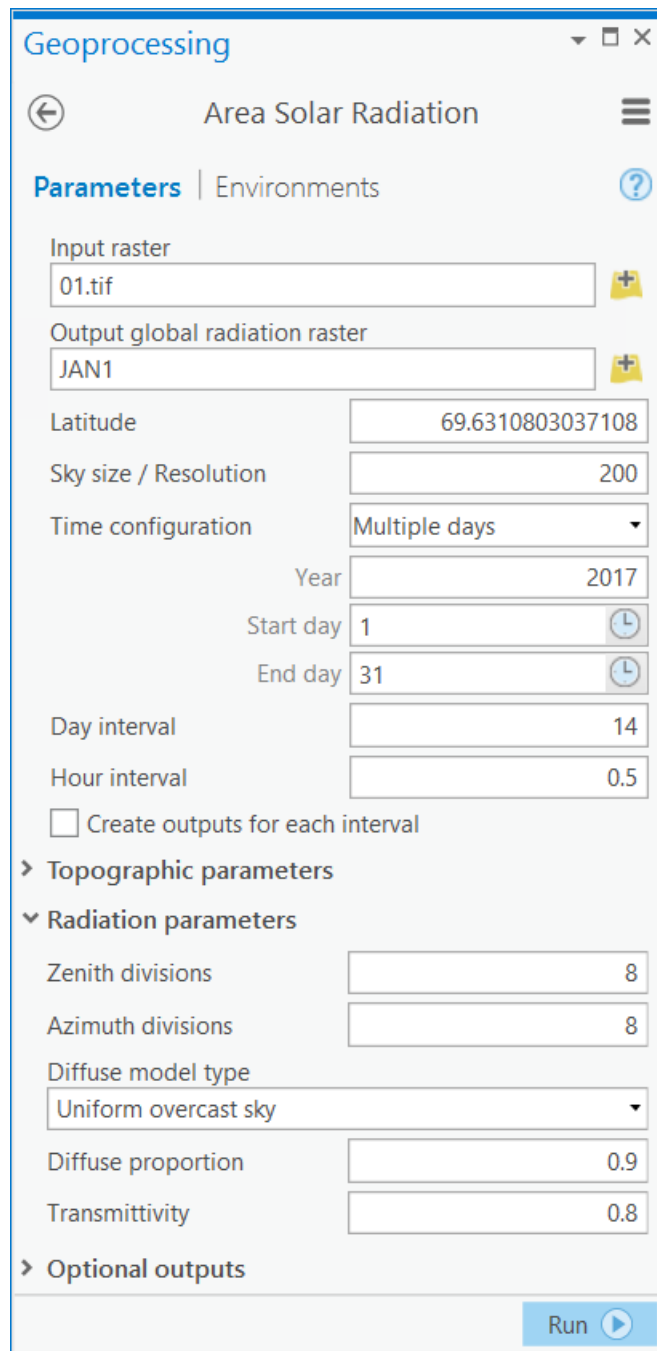 Geoprocessing
Area Solar Radiation
Parameters | Environments
Input raster
01.tif
Output global radiation raster
JAN1
Latitude 69.6310803037108
Sky size / Resolution 200
Time configuration Multiple days
Year 2017
Start day 1
End day 31
Day interval 14
Hour interval 0.5
Create outputs for each interval
Topographic parameters
Radiation parameters
Zenith divisions 8
Azimuth divisions 8
Diffuse model type
Uniform overcast sky
Diffuse proportion 0.9
Transmittivity 0.8
Optional outputs
Run